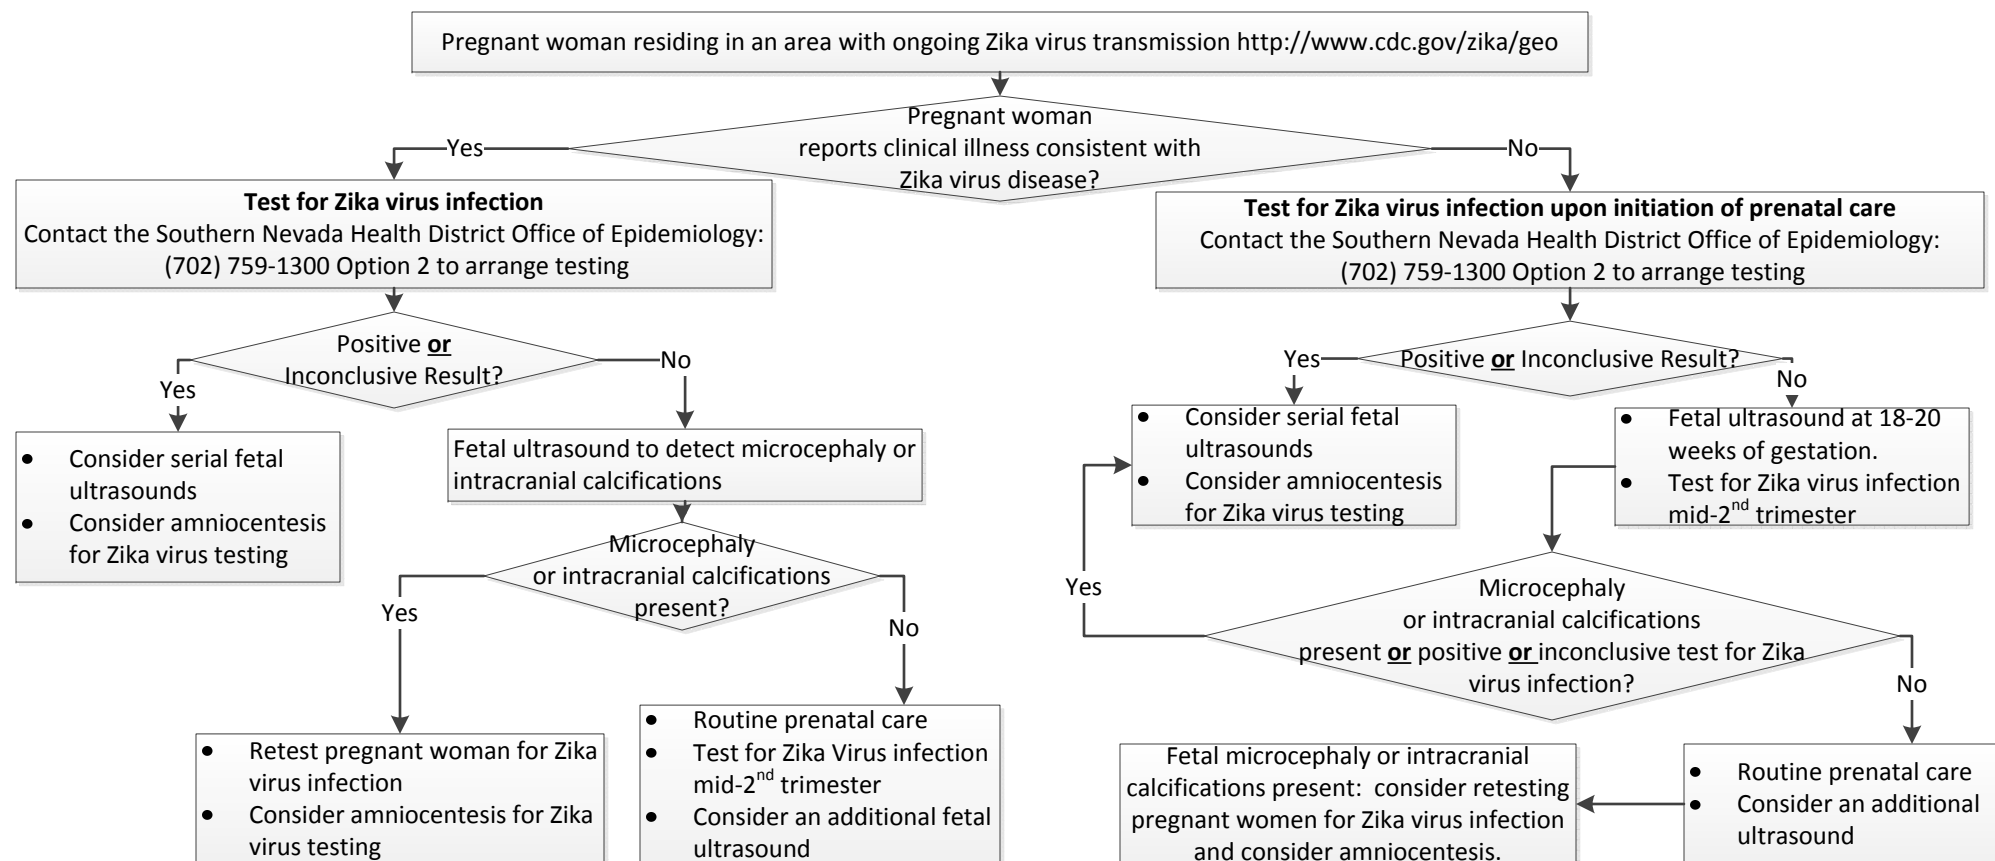 Pregnant woman residing in an area with ongoing Zika virus transmission http://www.cdc.gov/zika/geo
Pregnant woman
reports clinical illness consistent with
Zika virus disease?
Yes
No
Test for Zika virus infection
Contact the Southern Nevada Health District Office of Epidemiology:
(702) 759-1300 Option 2 to arrange testing
Positive or
Inconclusive Result?
Yes
No
• Consider serial fetal
ultrasounds
• Consider amniocentesis
for Zika virus testing
Fetal ultrasound to detect microcephaly or
intracranial calcifications
Microcephaly
or intracranial calcifications
present?
Yes
No
• Retest pregnant woman for Zika
virus infection
• Consider amniocentesis for Zika
virus testing
• Routine prenatal care
• Test for Zika Virus infection
mid-2nd trimester
• Consider an additional fetal
ultrasound
Test for Zika virus infection upon initiation of prenatal care
Contact the Southern Nevada Health District Office of Epidemiology:
(702) 759-1300 Option 2 to arrange testing
Positive or Inconclusive Result?
Yes
No
• Consider serial fetal
ultrasounds
• Consider amniocentesis
for Zika virus testing
• Fetal ultrasound at 18-20
weeks of gestation.
• Test for Zika virus infection
mid-2nd trimester
Microcephaly
or intracranial calcifications
present or positive or inconclusive test for Zika
virus infection?
Yes
No
• Routine prenatal care
• Consider an additional
ultrasound
Fetal microcephaly or intracranial
calcifications present: consider retesting
pregnant women for Zika virus infection
and consider amniocentesis.